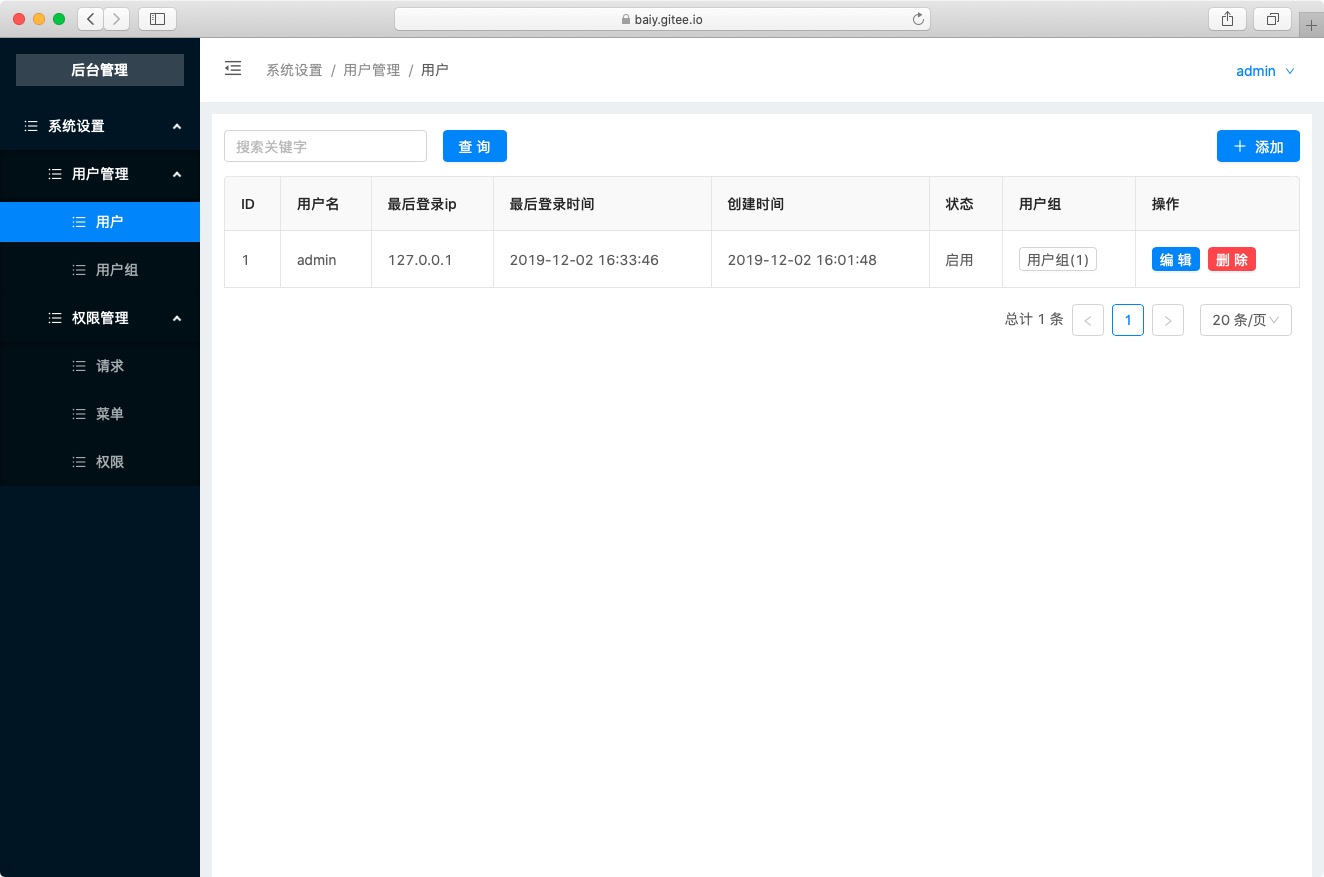 baiy.gitee.io
后台管理
系统设置 / 用户管理 / 用户
admin
系统设置
用户管理
用户
用户组
权限管理
请求
菜单
权限
搜索关键字
查 询
添加
ID 用户名 最后登录ip 最后登录时间 创建时间 状态 用户组 操作
1 admin 127.0.0.1 2019-12-02 16:33:46 2019-12-02 16:01:48 启用 用户组(1) 编 辑 删 除
总计 1 条 < 1 > 20 条/页